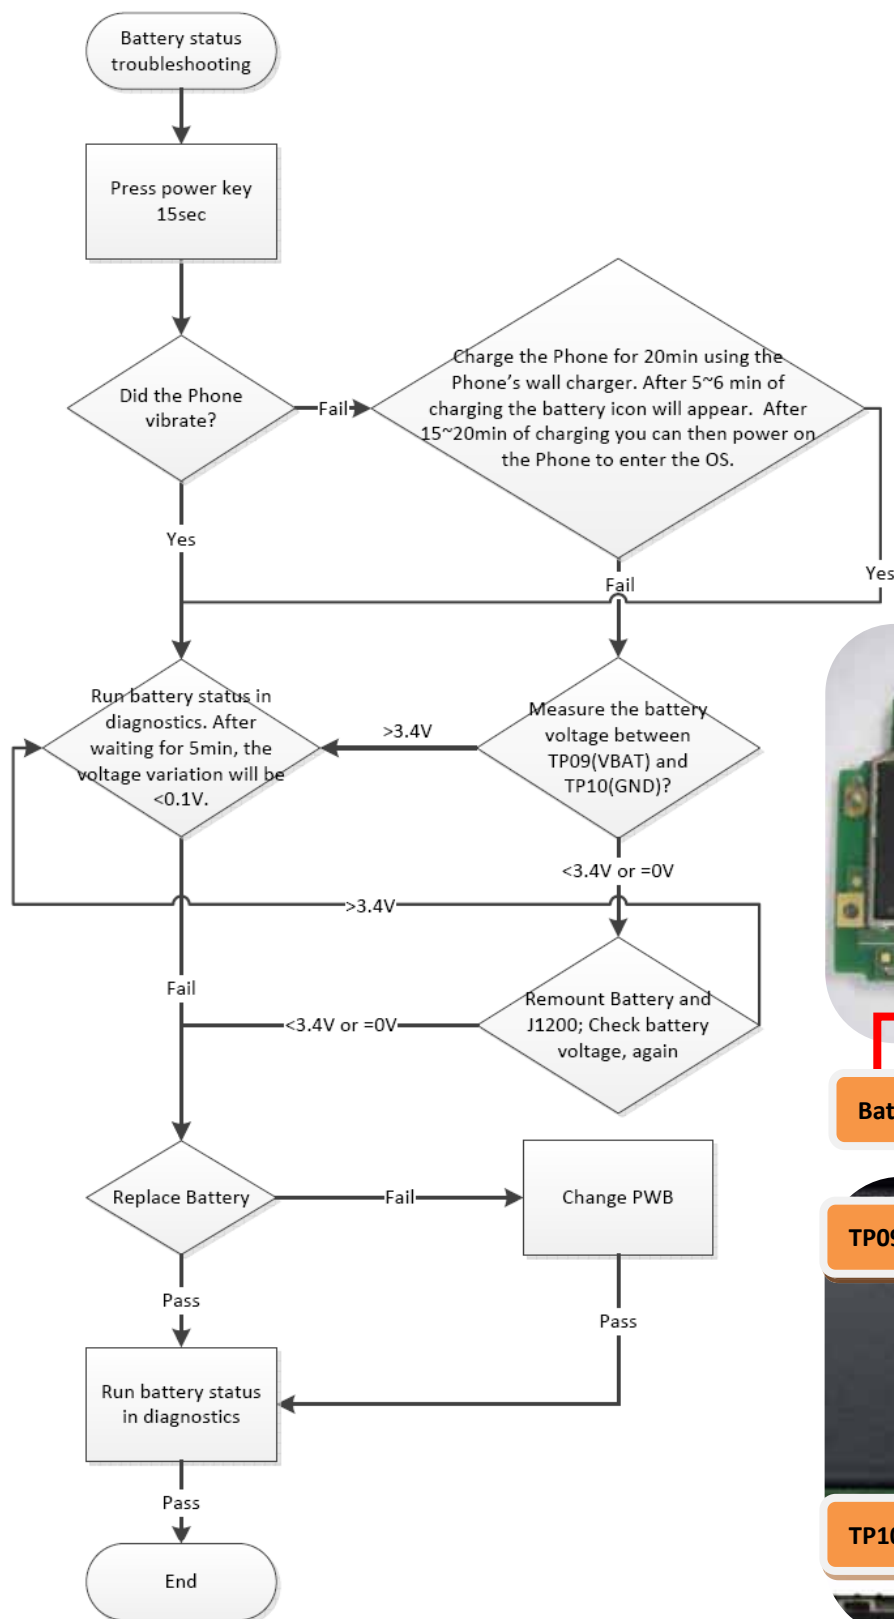 Battery status
troubleshooting
Press power key
15sec
Did the Phone
vibrate?
Fail
Charge the Phone for 20min using the
Phone's wall charger. After 5~6 min of
charging the battery icon will appear. After
15~20min of charging you can then power on
the Phone to enter the OS.
Yes
Fail
Yes
Run battery status in
diagnostics. After
waiting for 5min, the
voltage variation will be
<0.1V.
>3.4V
Measure the battery
voltage between
TP09(VBAT) and
TP10(GND)?
<3.4V or =0V
>3.4V
Fail
<3.4V or =0V
Remount Battery and
J1200; Check battery
voltage, again
Bat
Replace Battery
Fail
Change PWB
TP09
Pass
Pass
Run battery status
in diagnostics
Pass
TP10
End